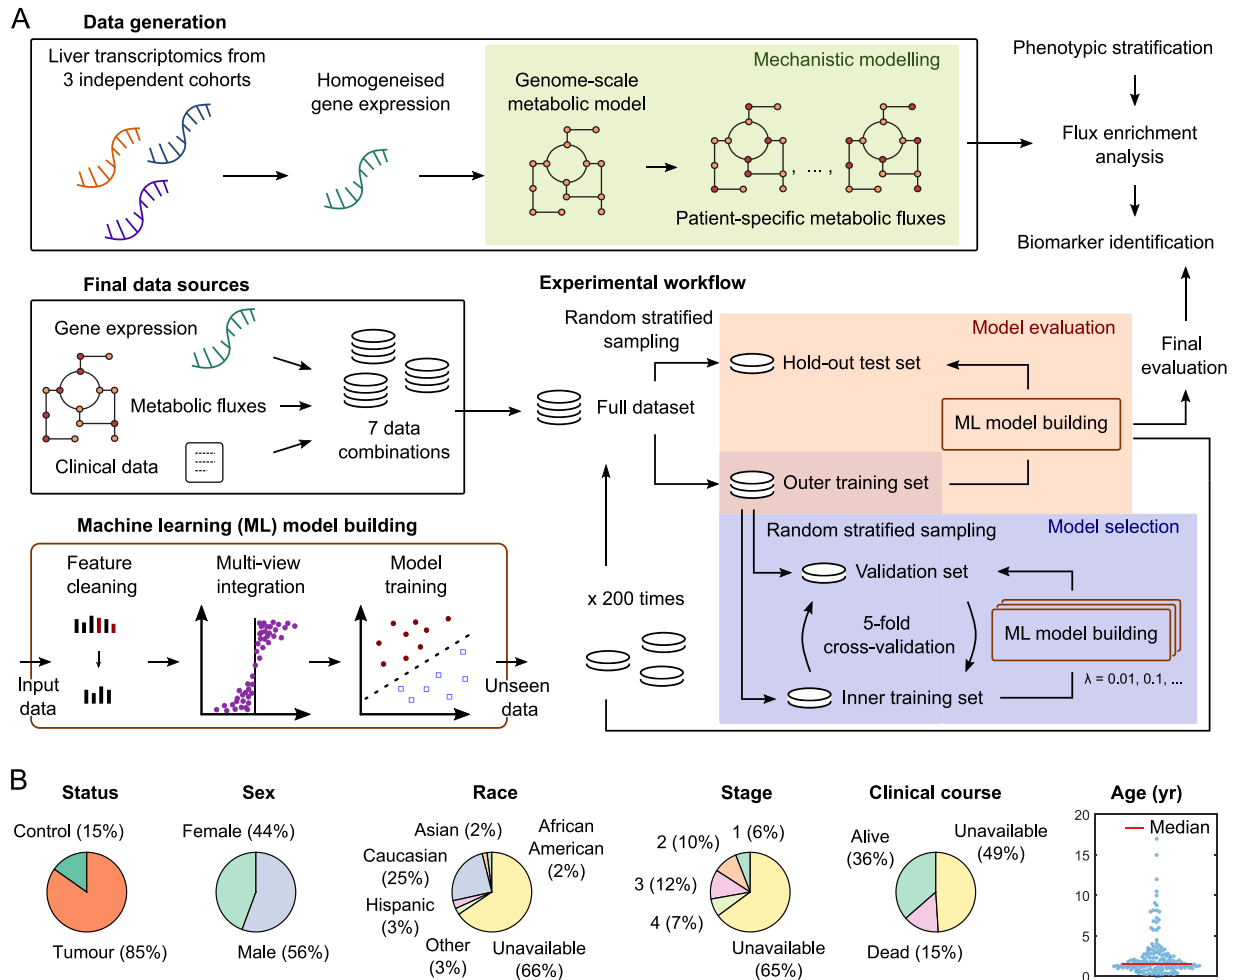 A
Data generation
Liver transcriptomics from
3 independent cohorts
Homogeneised
gene expression
Mechanistic modelling
Genome-scale
metabolic model
, ... ,
Patient-specific metabolic fluxes
Phenotypic stratification
Flux enrichment
analysis
Biomarker identification
Final data sources
Gene expression
Metabolic fluxes
Clinical data
7 data
combinations
Experimental workflow
Random stratified
sampling
Full dataset
Model evaluation
Hold-out test set
ML model building
Outer training set
Final
evaluation
Model selection
Random stratified sampling
Validation set
5-fold
cross-validation
ML model building
λ = 0.01, 0.1, ...
Inner training set
x 200 times
Machine learning (ML) model building
Feature
cleaning
Multi-view
integration
Model
training
Input
data
Unseen
data
B
Status
Control (15%)
Tumour (85%)
Sex
Female (44%)
Male (56%)
Race
Asian (2%)
African
American
(2%)
Caucasian
(25%)
Hispanic
(3%)
Other
(3%)
Unavailable
(66%)
Stage
1 (6%)
2 (10%)
3 (12%)
4 (7%)
Unavailable
(65%)
Clinical course
Alive
(36%)
Unavailable
(49%)
Dead (15%)
Age (yr)
Median
20
15
10
5
0